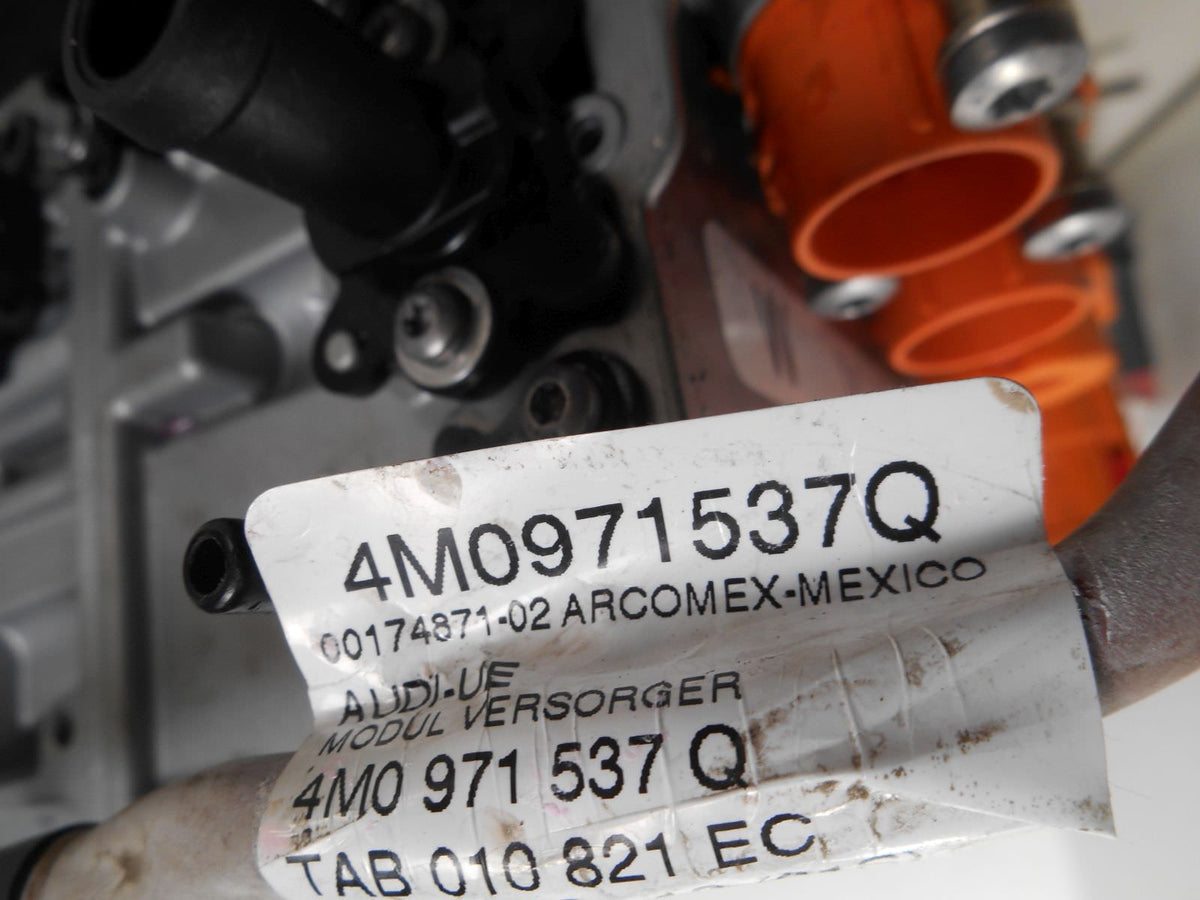 4M0971537Q
00174871-02 ARCOMEX-MEXICO
AUDI-UE
MODUL VERSORGER
4M0 971 537 Q
TAB 010 821 EC